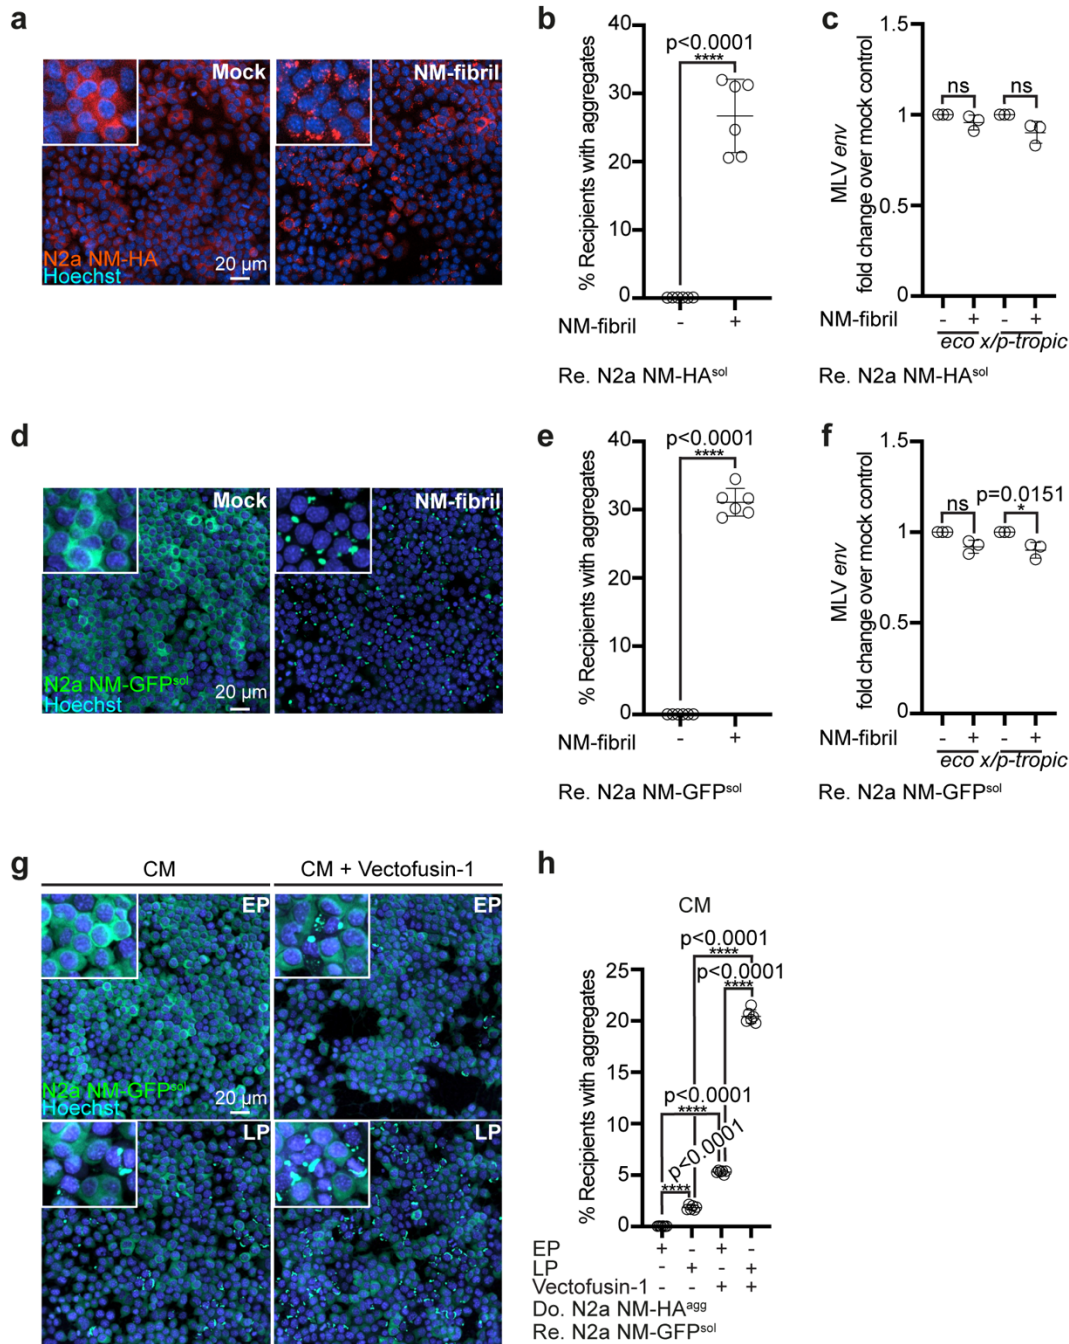 a
Mock
NM-fibril
N2a NM-HA
Hoechst
20 µm
b
40
30
20
10
0
% Recipients with aggregates
p<0.0001
****
NM-fibril
- +
Re. N2a NM-HAsol
c
1.5
1
0.5
0
MLV env
fold change over mock control
ns
ns
NM-fibril
- + - +
eco x/p-tropic
Re. N2a NM-HAsol
d
Mock
NM-fibril
N2a NM-GFPsol
Hoechst
20 µm
e
40
30
20
10
0
% Recipients with aggregates
p<0.0001
****
NM-fibril
- +
Re. N2a NM-GFPsol
f
1.5
1
0.5
0
MLV env
fold change over mock control
ns
p=0.0151
*
NM-fibril
- + - +
eco x/p-tropic
Re. N2a NM-GFPsol
g
CM
CM + Vectofusin-1
EP
EP
N2a NM-GFPsol
Hoechst
20 µm
LP
LP
h
CM
25
20
15
10
5
0
% Recipients with aggregates
p<0.0001
****
p<0.0001
****
p<0.0001
****
p<0.0001
****
EP + - + -
LP - + - +
Vectofusin-1 - - + +
Do. N2a NM-HAagg
Re. N2a NM-GFPsol